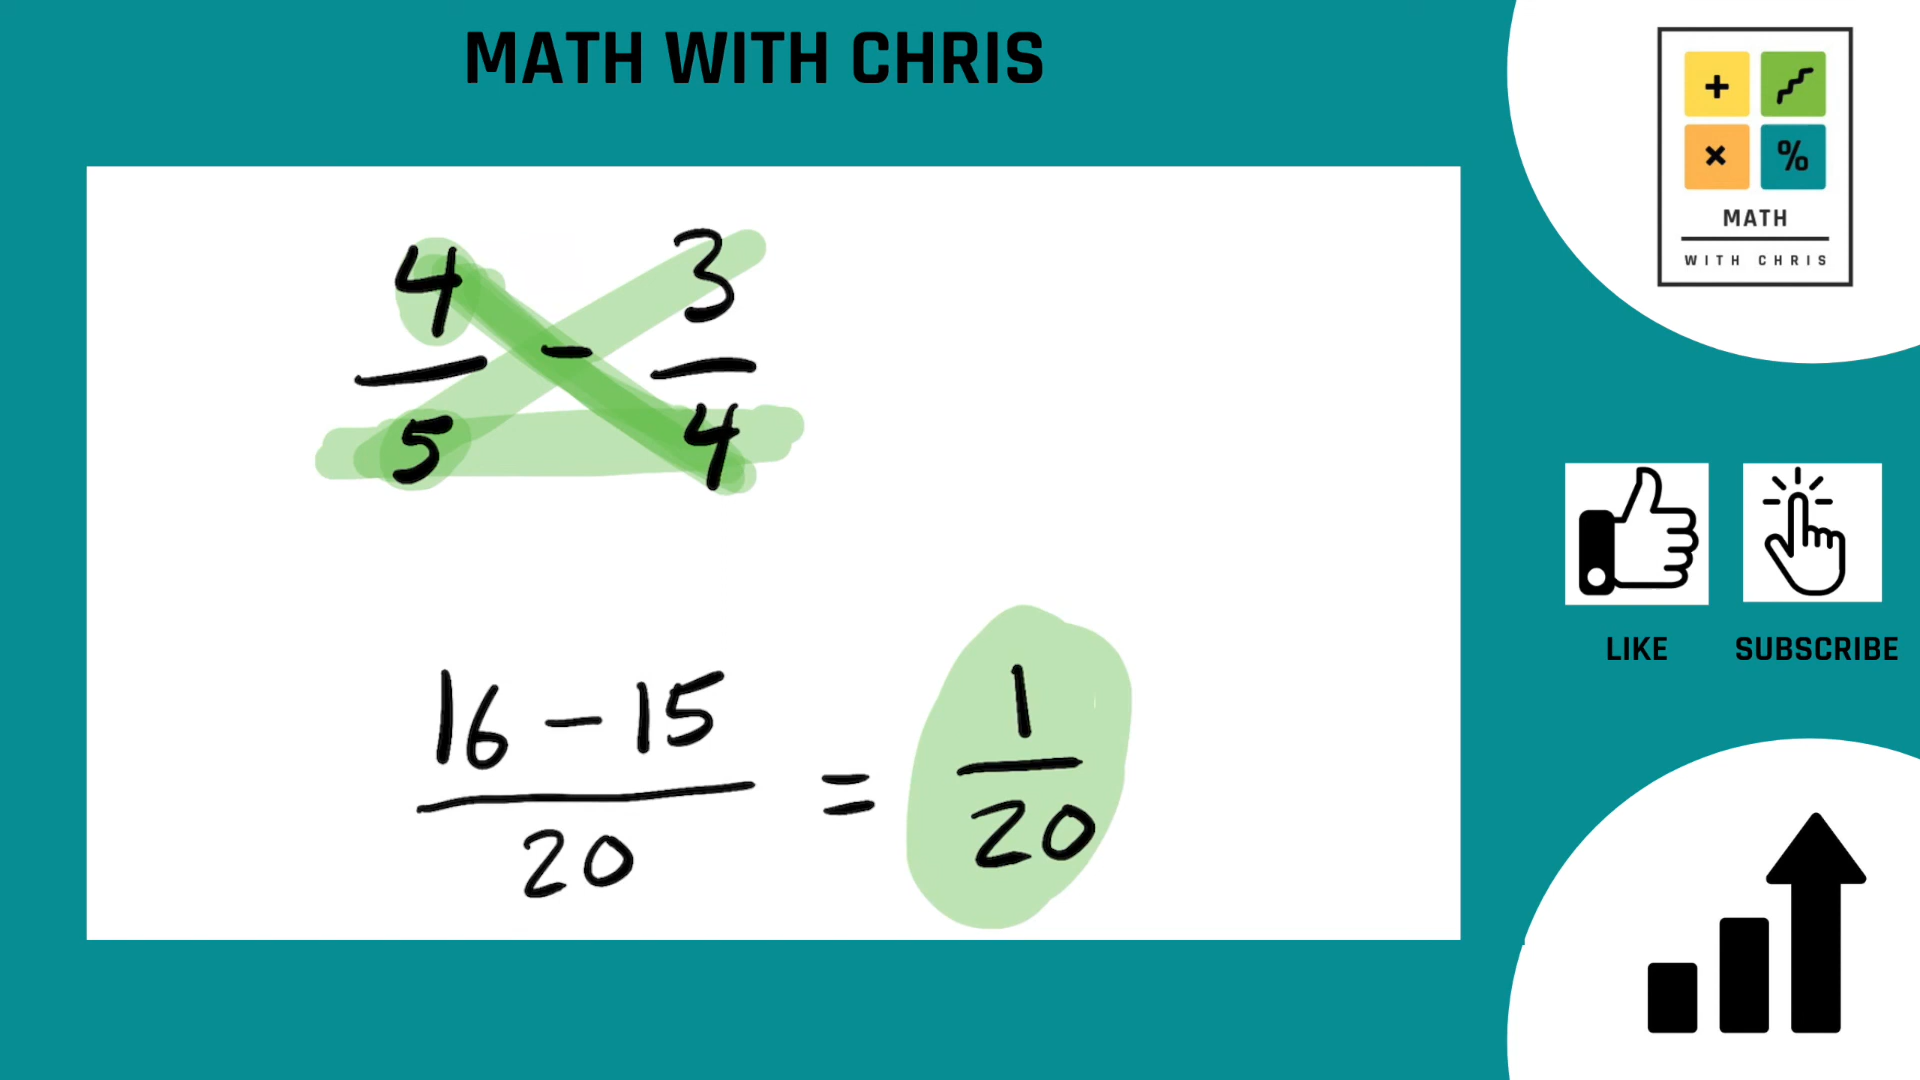 MATH WITH CHRIS
+
×
%
MATH
WITH CHRIS
4/5 - 3/4
LIKE
SUBSCRIBE
(16 - 15)/20 = 1/20